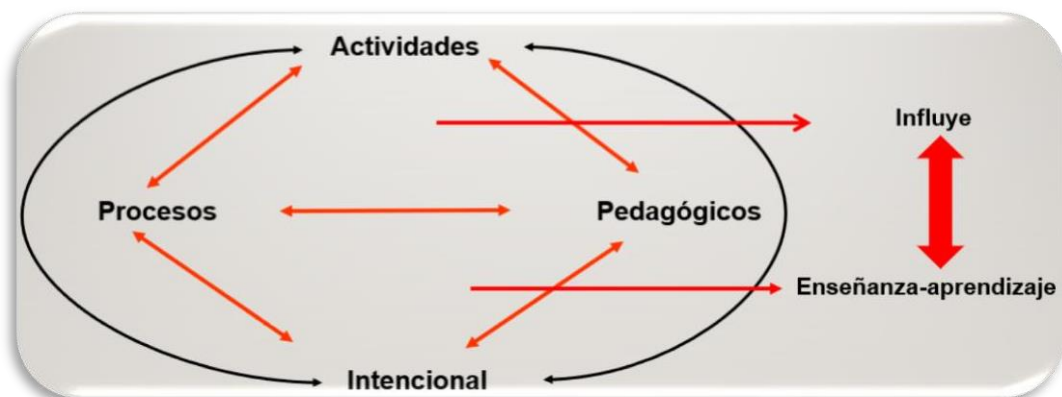 Actividades
Influye
Procesos
Pedagógicos
Enseñanza-aprendizaje
Intencional